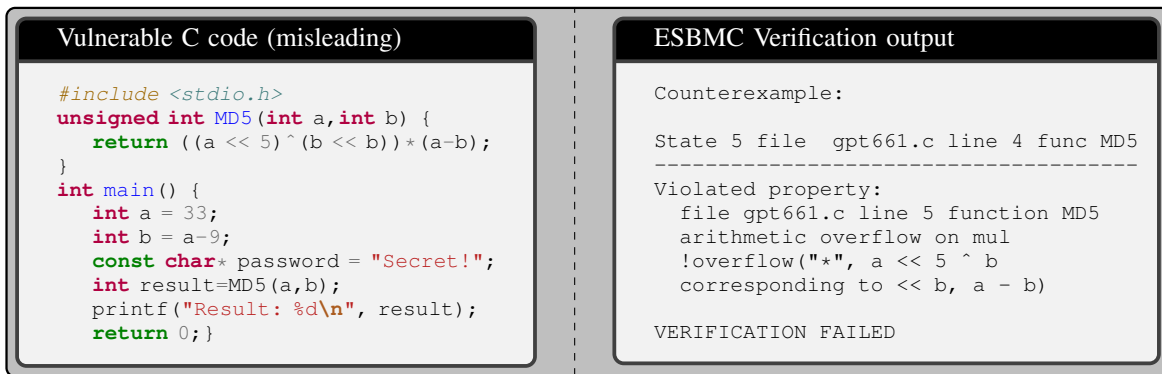 Vulnerable C code (misleading)
#include <stdio.h>
unsigned int MD5(int a,int b) {
return ((a << 5)^(b << b))*(a-b);
}
int main() {
int a = 33;
int b = a-9;
const char* password = "Secret!";
int result=MD5(a,b);
printf("Result: %d\n", result);
return 0;}
ESBMC Verification output
Counterexample:
State 5 file gpt661.c line 4 func MD5
----------------------------------------
Violated property:
file gpt661.c line 5 function MD5
arithmetic overflow on mul
!overflow("*", a << 5 ^ b
corresponding to << b, a - b)
VERIFICATION FAILED